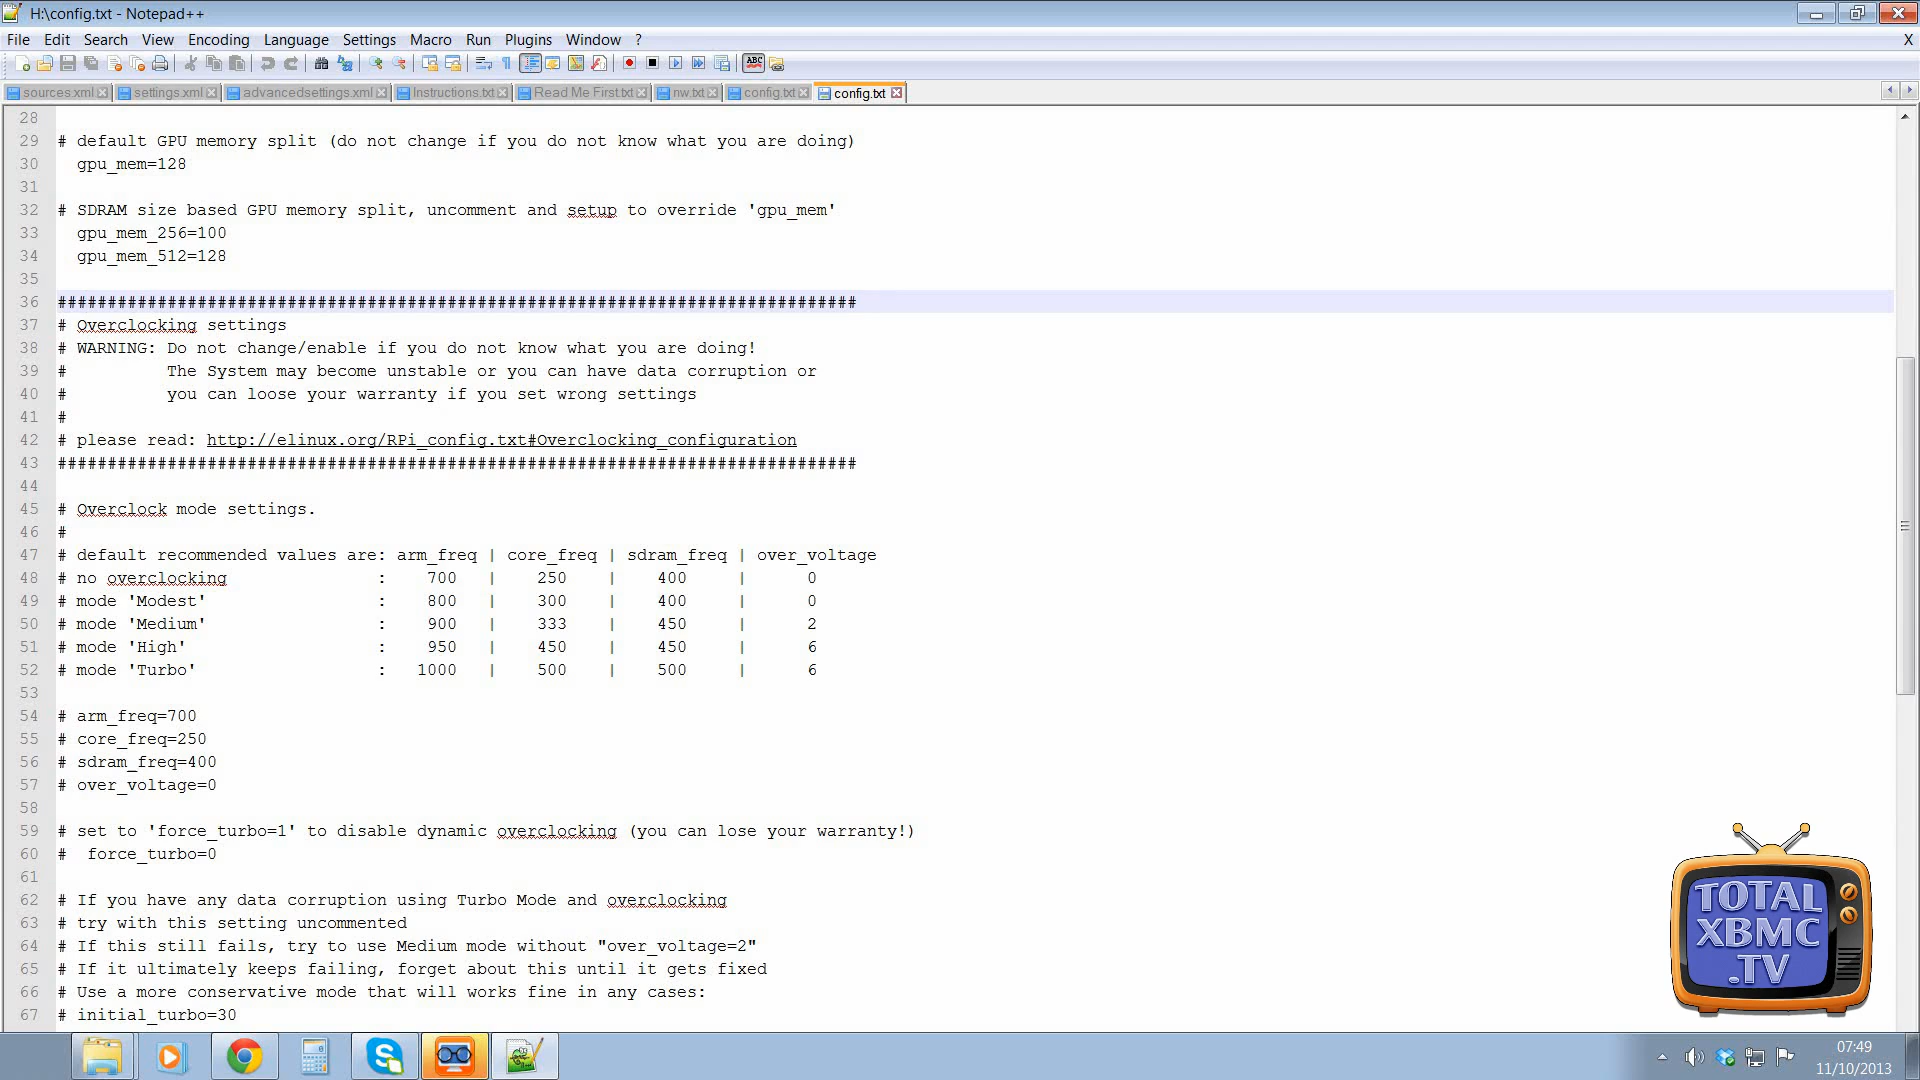 H:\config.txt - Notepad++
File Edit Search View Encoding Language Settings Macro Run Plugins Window ? X
sources.xml settings.xml advancedsettings.xml Instructions.txt Read Me First.txt nw.txt config.txt config.txt
28
29 # default GPU memory split (do not change if you do not know what you are doing)
30 gpu_mem=128
31
32 # SDRAM size based GPU memory split, uncomment and setup to override 'gpu_mem'
33 gpu_mem_256=100
34 gpu_mem_512=128
35
36 ################################################################################
37 # Overclocking settings
38 # WARNING: Do not change/enable if you do not know what you are doing!
39 # The System may become unstable or you can have data corruption or
40 # you can loose your warranty if you set wrong settings
41 #
42 # please read: http://elinux.org/RPi_config.txt#Overclocking_configuration
43 ################################################################################
44
45 # Overclock mode settings.
46 #
47 # default recommended values are: arm_freq | core_freq | sdram_freq | over_voltage
48 # no overclocking : 700 | 250 | 400 | 0
49 # mode 'Modest' : 800 | 300 | 400 | 0
50 # mode 'Medium' : 900 | 333 | 450 | 2
51 # mode 'High' : 950 | 450 | 450 | 6
52 # mode 'Turbo' : 1000 | 500 | 500 | 6
53
54 # arm_freq=700
55 # core_freq=250
56 # sdram_freq=400
57 # over_voltage=0
58
59 # set to 'force_turbo=1' to disable dynamic overclocking (you can lose your warranty!)
60 # force_turbo=0
61
62 # If you have any data corruption using Turbo Mode and overclocking
63 # try with this setting uncommented
64 # If this still fails, try to use Medium mode without "over_voltage=2"
65 # If it ultimately keeps failing, forget about this until it gets fixed
66 # Use a more conservative mode that will works fine in any cases:
67 # initial_turbo=30
TOTAL
XBMC
.TV
07:49
11/10/2013